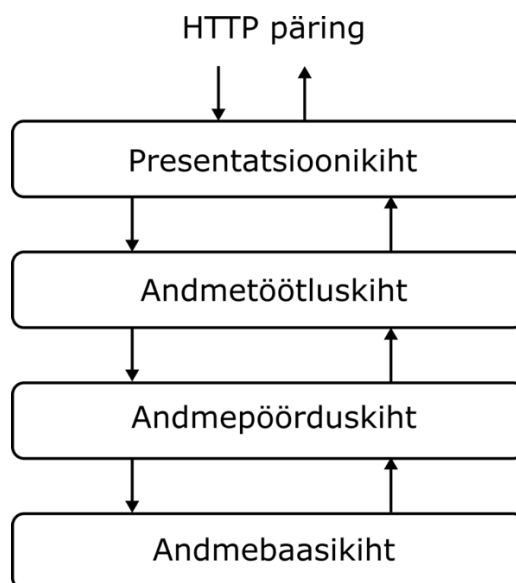 HTTP päring
Presentatsioonikiht
Andmetöötluskiht
Andmepöörduskiht
Andmebaasikiht